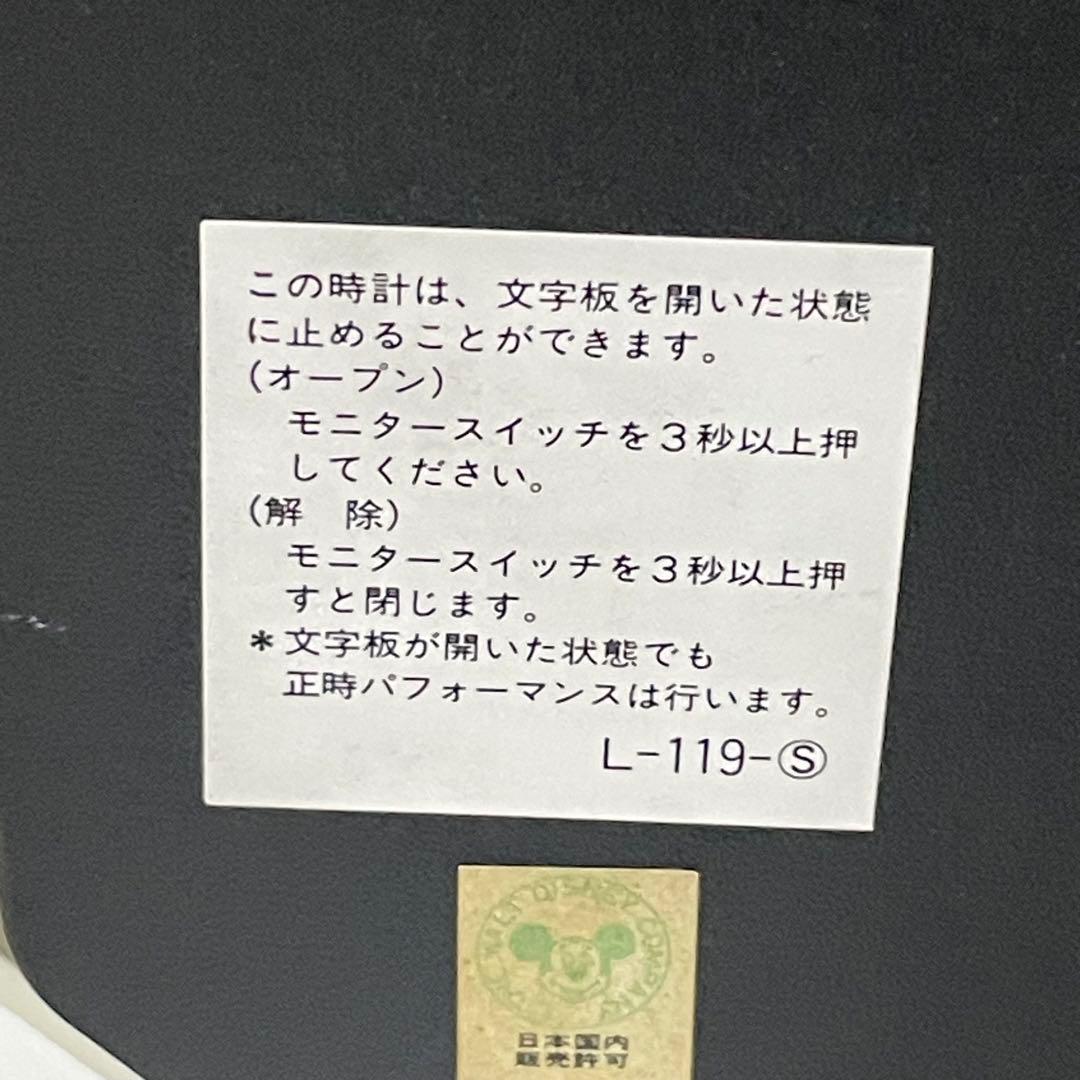 この時計は、文字板を開いた状態
に止めることができます。
(オープン)
モニタースイッチを3秒以上押
してください。
(解　除)
モニタースイッチを3秒以上押
すと閉じます。
*文字板が開いた状態でも
正時パフォーマンスは行います。
L-119-Ⓢ
THE WALT DISNEY COMPANY
日本国内
販売許可